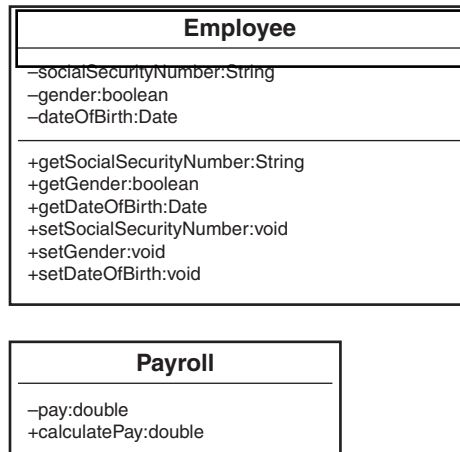 Employee
–socialSecurityNumber:String
–gender:boolean
–dateOfBirth:Date
+getSocialSecurityNumber:String
+getGender:boolean
+getDateOfBirth:Date
+setSocialSecurityNumber:void
+setGender:void
+setDateOfBirth:void
Payroll
–pay:double
+calculatePay:double